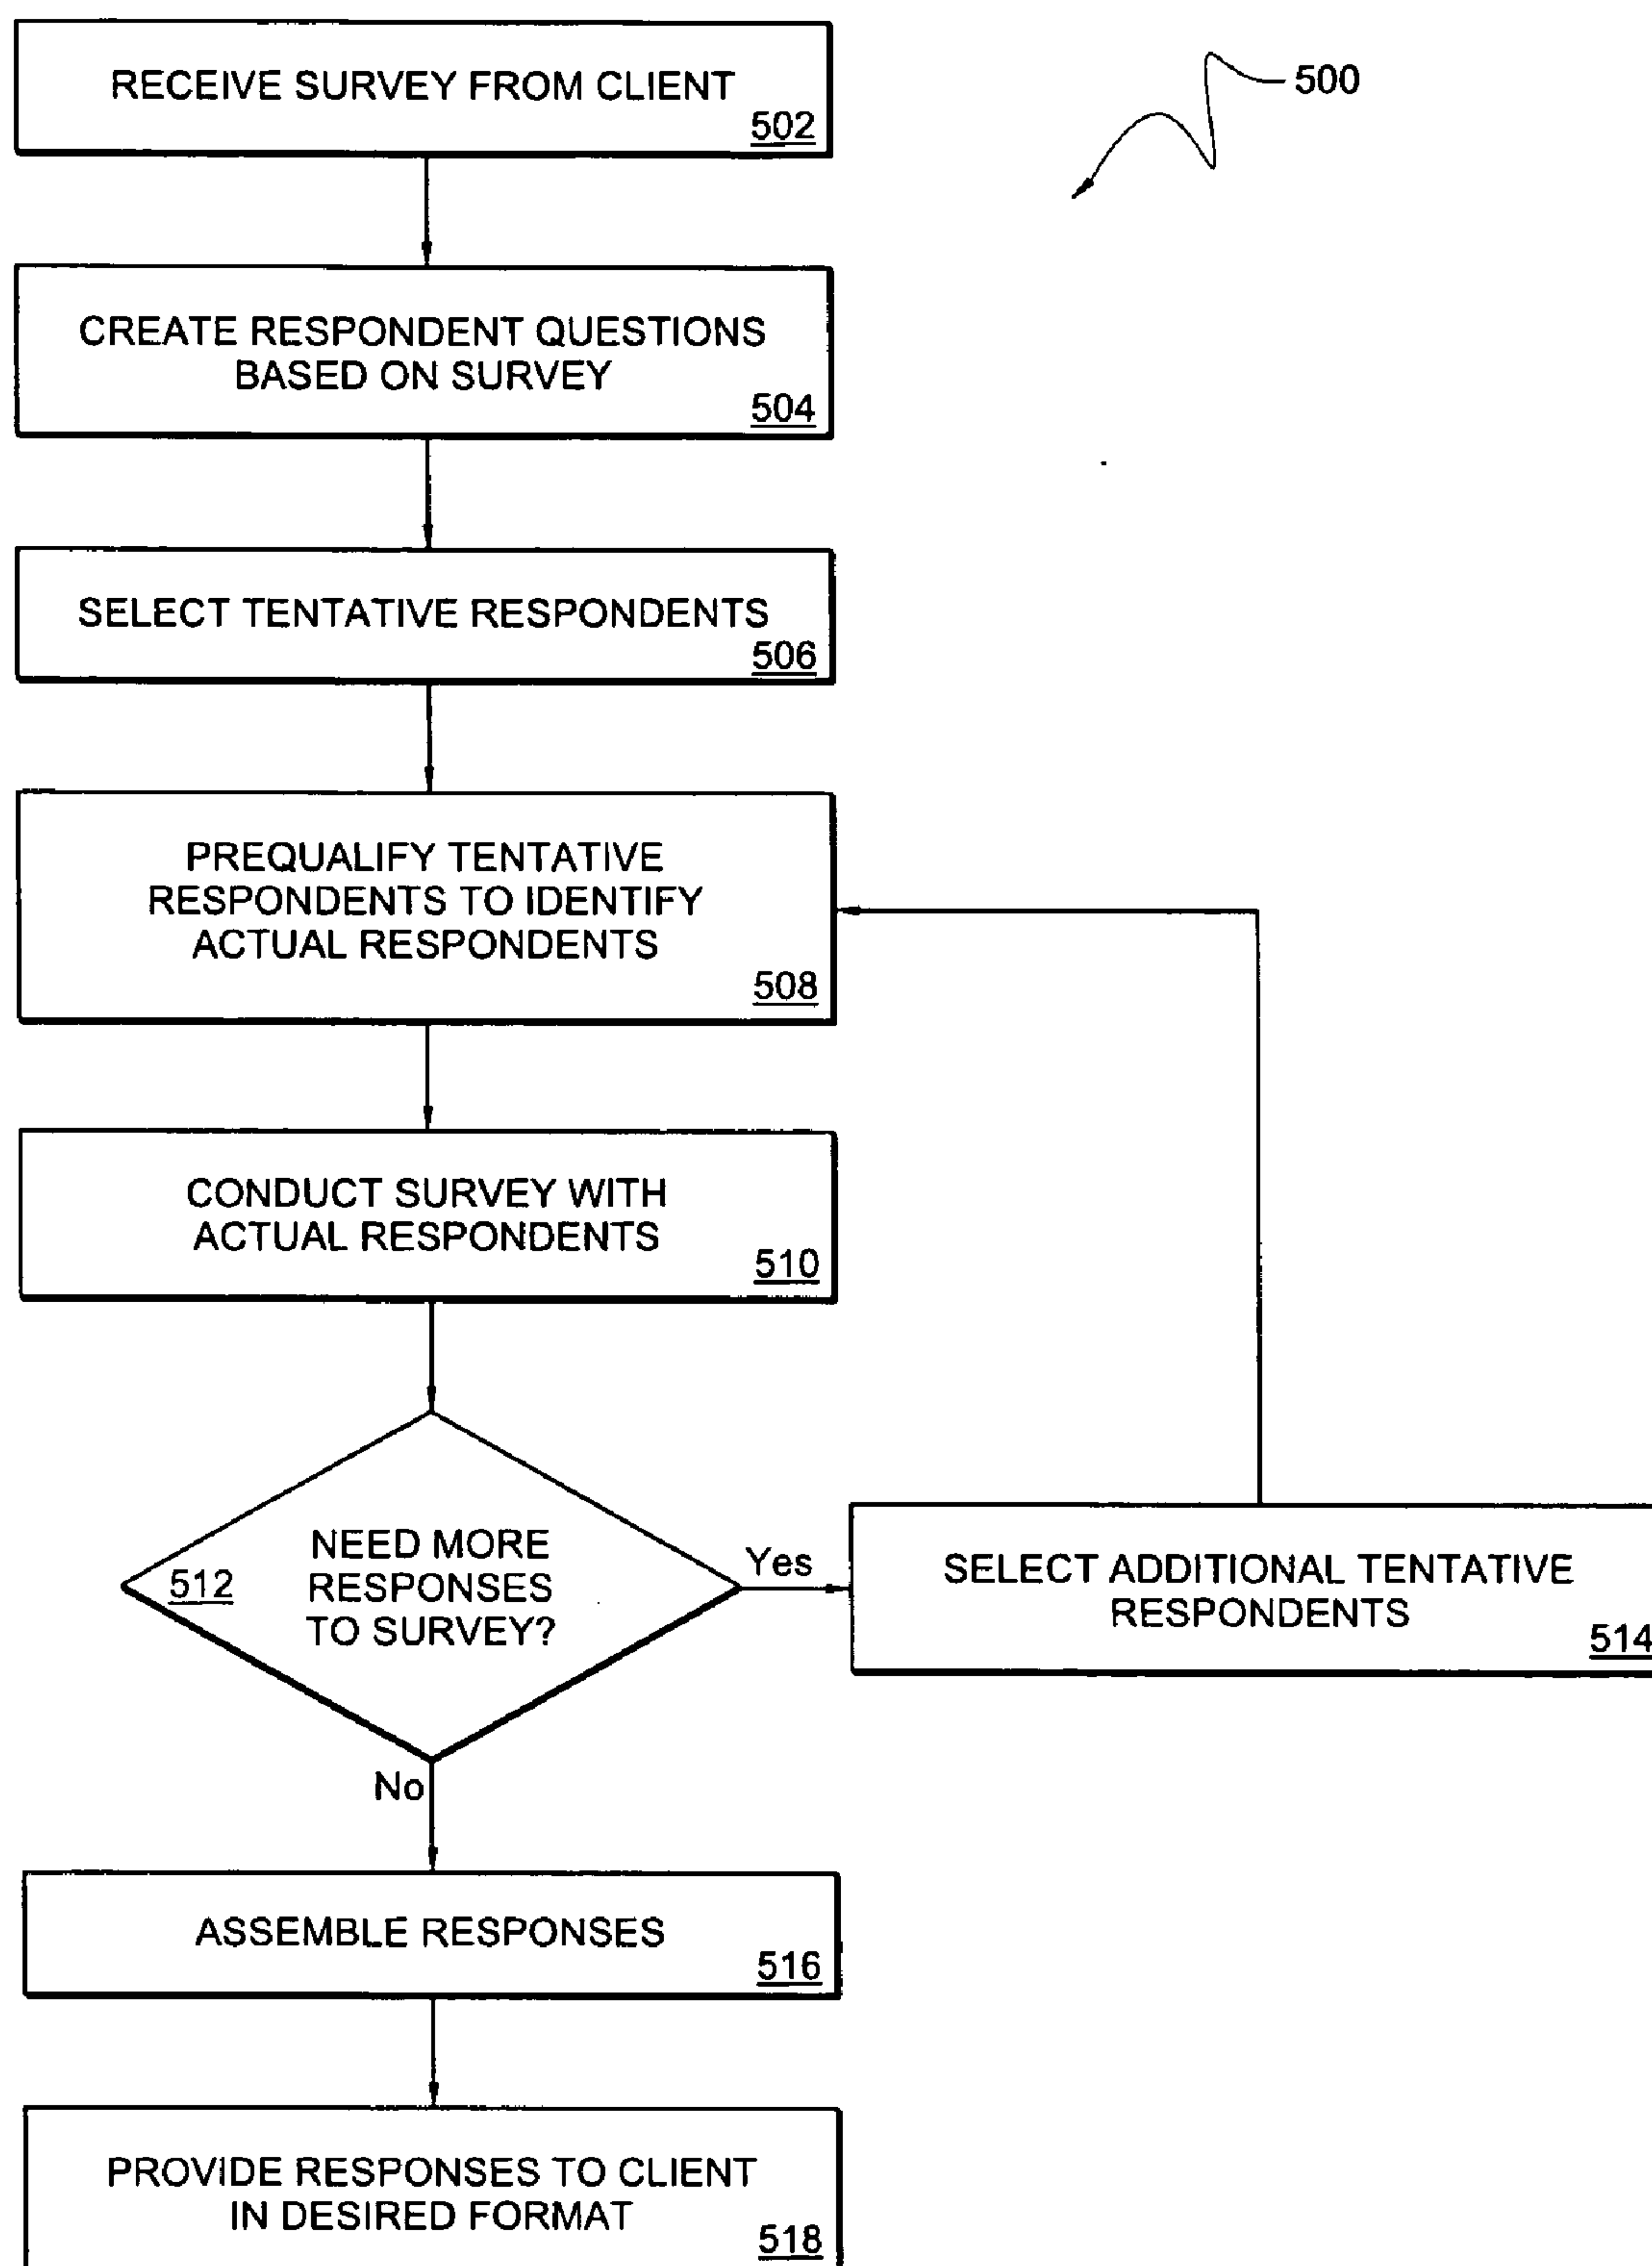 RECEIVE SURVEY FROM CLIENT
502
500
CREATE RESPONDENT QUESTIONS
BASED ON SURVEY
504
SELECT TENTATIVE RESPONDENTS
506
PREQUALIFY TENTATIVE
RESPONDENTS TO IDENTIFY
ACTUAL RESPONDENTS
508
CONDUCT SURVEY WITH
ACTUAL RESPONDENTS
510
NEED MORE
RESPONSES
TO SURVEY?
512
Yes
SELECT ADDITIONAL TENTATIVE
RESPONDENTS
514
No
ASSEMBLE RESPONSES
516
PROVIDE RESPONSES TO CLIENT
IN DESIRED FORMAT
518